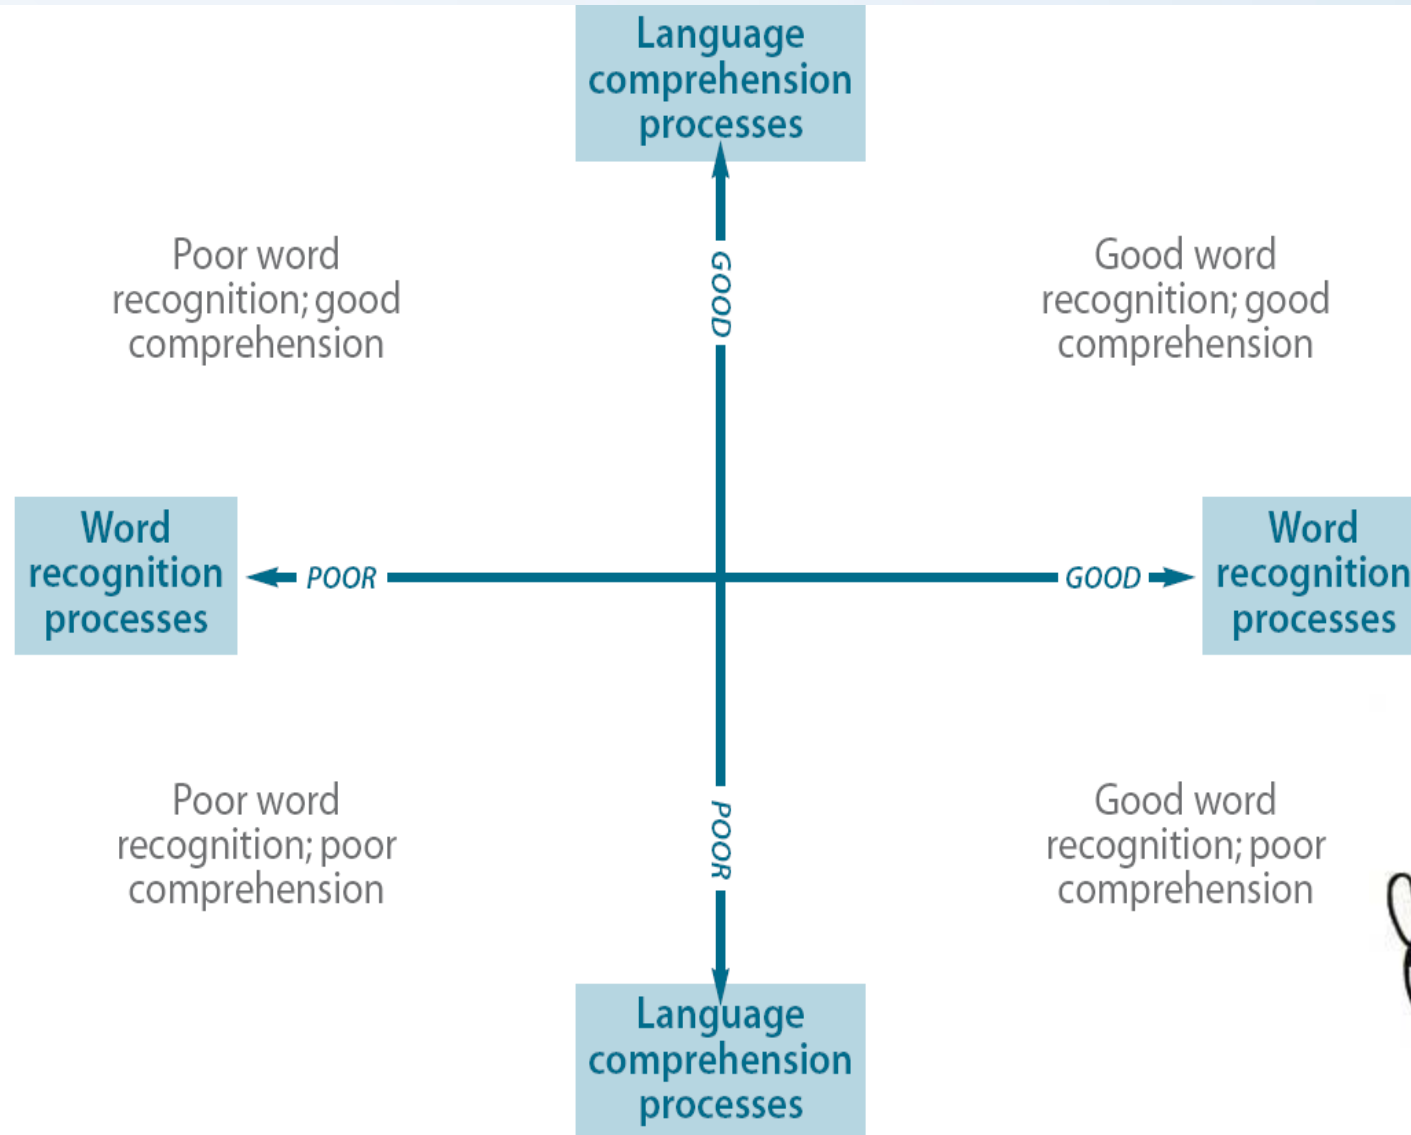 Language
comprehension
processes
GOOD
Poor word
recognition; good
comprehension
Good word
recognition; good
comprehension
Word
recognition
processes
POOR
GOOD
Word
recognition
processes
Poor word
recognition; poor
comprehension
POOR
Good word
recognition; poor
comprehension
Language
comprehension
processes